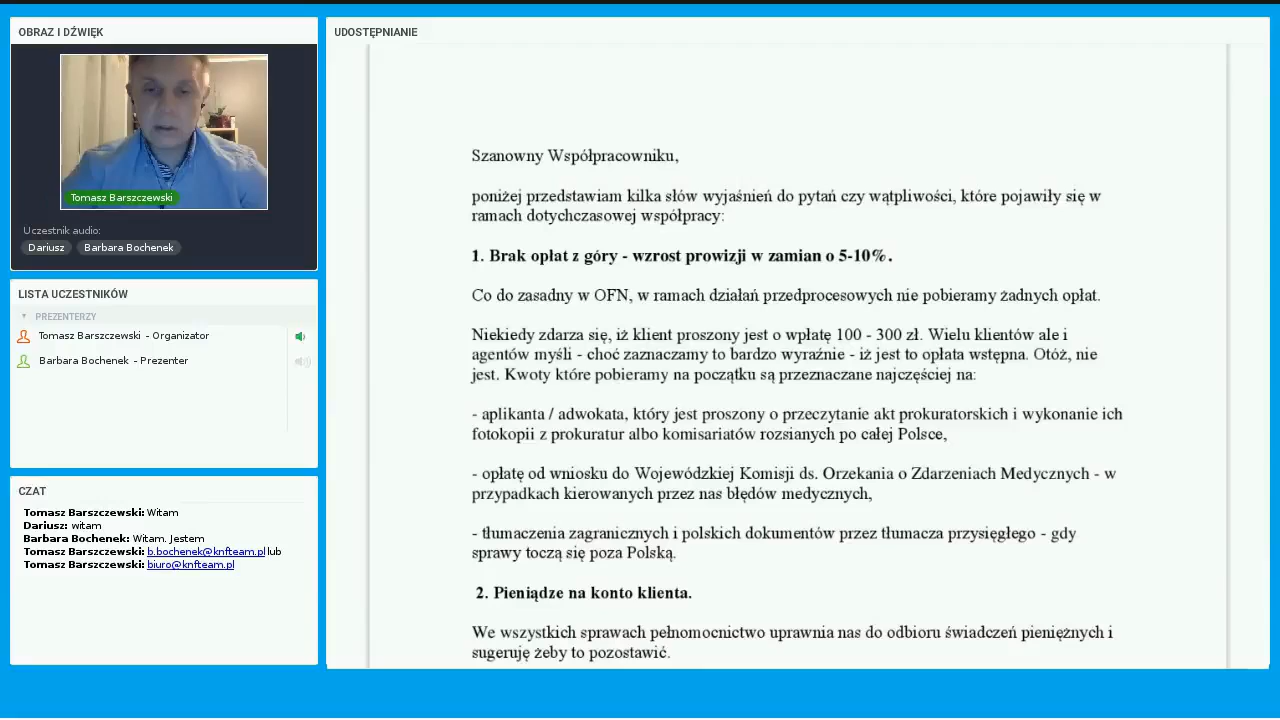 OBRAZ I DŹWIĘK
Tomasz Barszczewski
Uczestnik audio:
Dariusz
Barbara Bochenek
LISTA UCZESTNIKÓW
PREZENTERZY
Tomasz Barszczewski - Organizator
Barbara Bochenek - Prezenter
CZAT
Tomasz Barszczewski: Witam
Dariusz: witam
Barbara Bochenek: Witam. Jestem
Tomasz Barszczewski: b.bochenek@knfteam.pl lub
Tomasz Barszczewski: biuro@knfteam.pl
UDOSTĘPNIANIE
Szanowny Współpracowniku,
poniżej przedstawiam kilka słów wyjaśnień do pytań czy wątpliwości, które pojawiły się w
ramach dotychczasowej współpracy:
1. Brak opłat z góry - wzrost prowizji w zamian o 5-10%.
Co do zasadny w OFN, w ramach działań przedprocesowych nie pobieramy żadnych opłat.
Niekiedy zdarza się, iż klient proszony jest o wpłatę 100 - 300 zł. Wielu klientów ale i
agentów myśli - choć zaznaczamy to bardzo wyraźnie - iż jest to opłata wstępna. Otóż, nie
jest. Kwoty które pobieramy na początku są przeznaczane najczęściej na:
- aplikanta / adwokata, który jest proszony o przeczytanie akt prokuratorskich i wykonanie ich
fotokopii z prokuratur albo komisariatów rozsianych po całej Polsce,
- opłatę od wniosku do Wojewódzkiej Komisji ds. Orzekania o Zdarzeniach Medycznych - w
przypadkach kierowanych przez nas błędów medycznych,
- tłumaczenia zagranicznych i polskich dokumentów przez tłumacza przysięgłego - gdy
sprawy toczą się poza Polską.
2. Pieniądze na konto klienta.
We wszystkich sprawach pełnomocnictwo uprawnia nas do odbioru świadczeń pieniężnych i
sugeruję żeby to pozostawić.